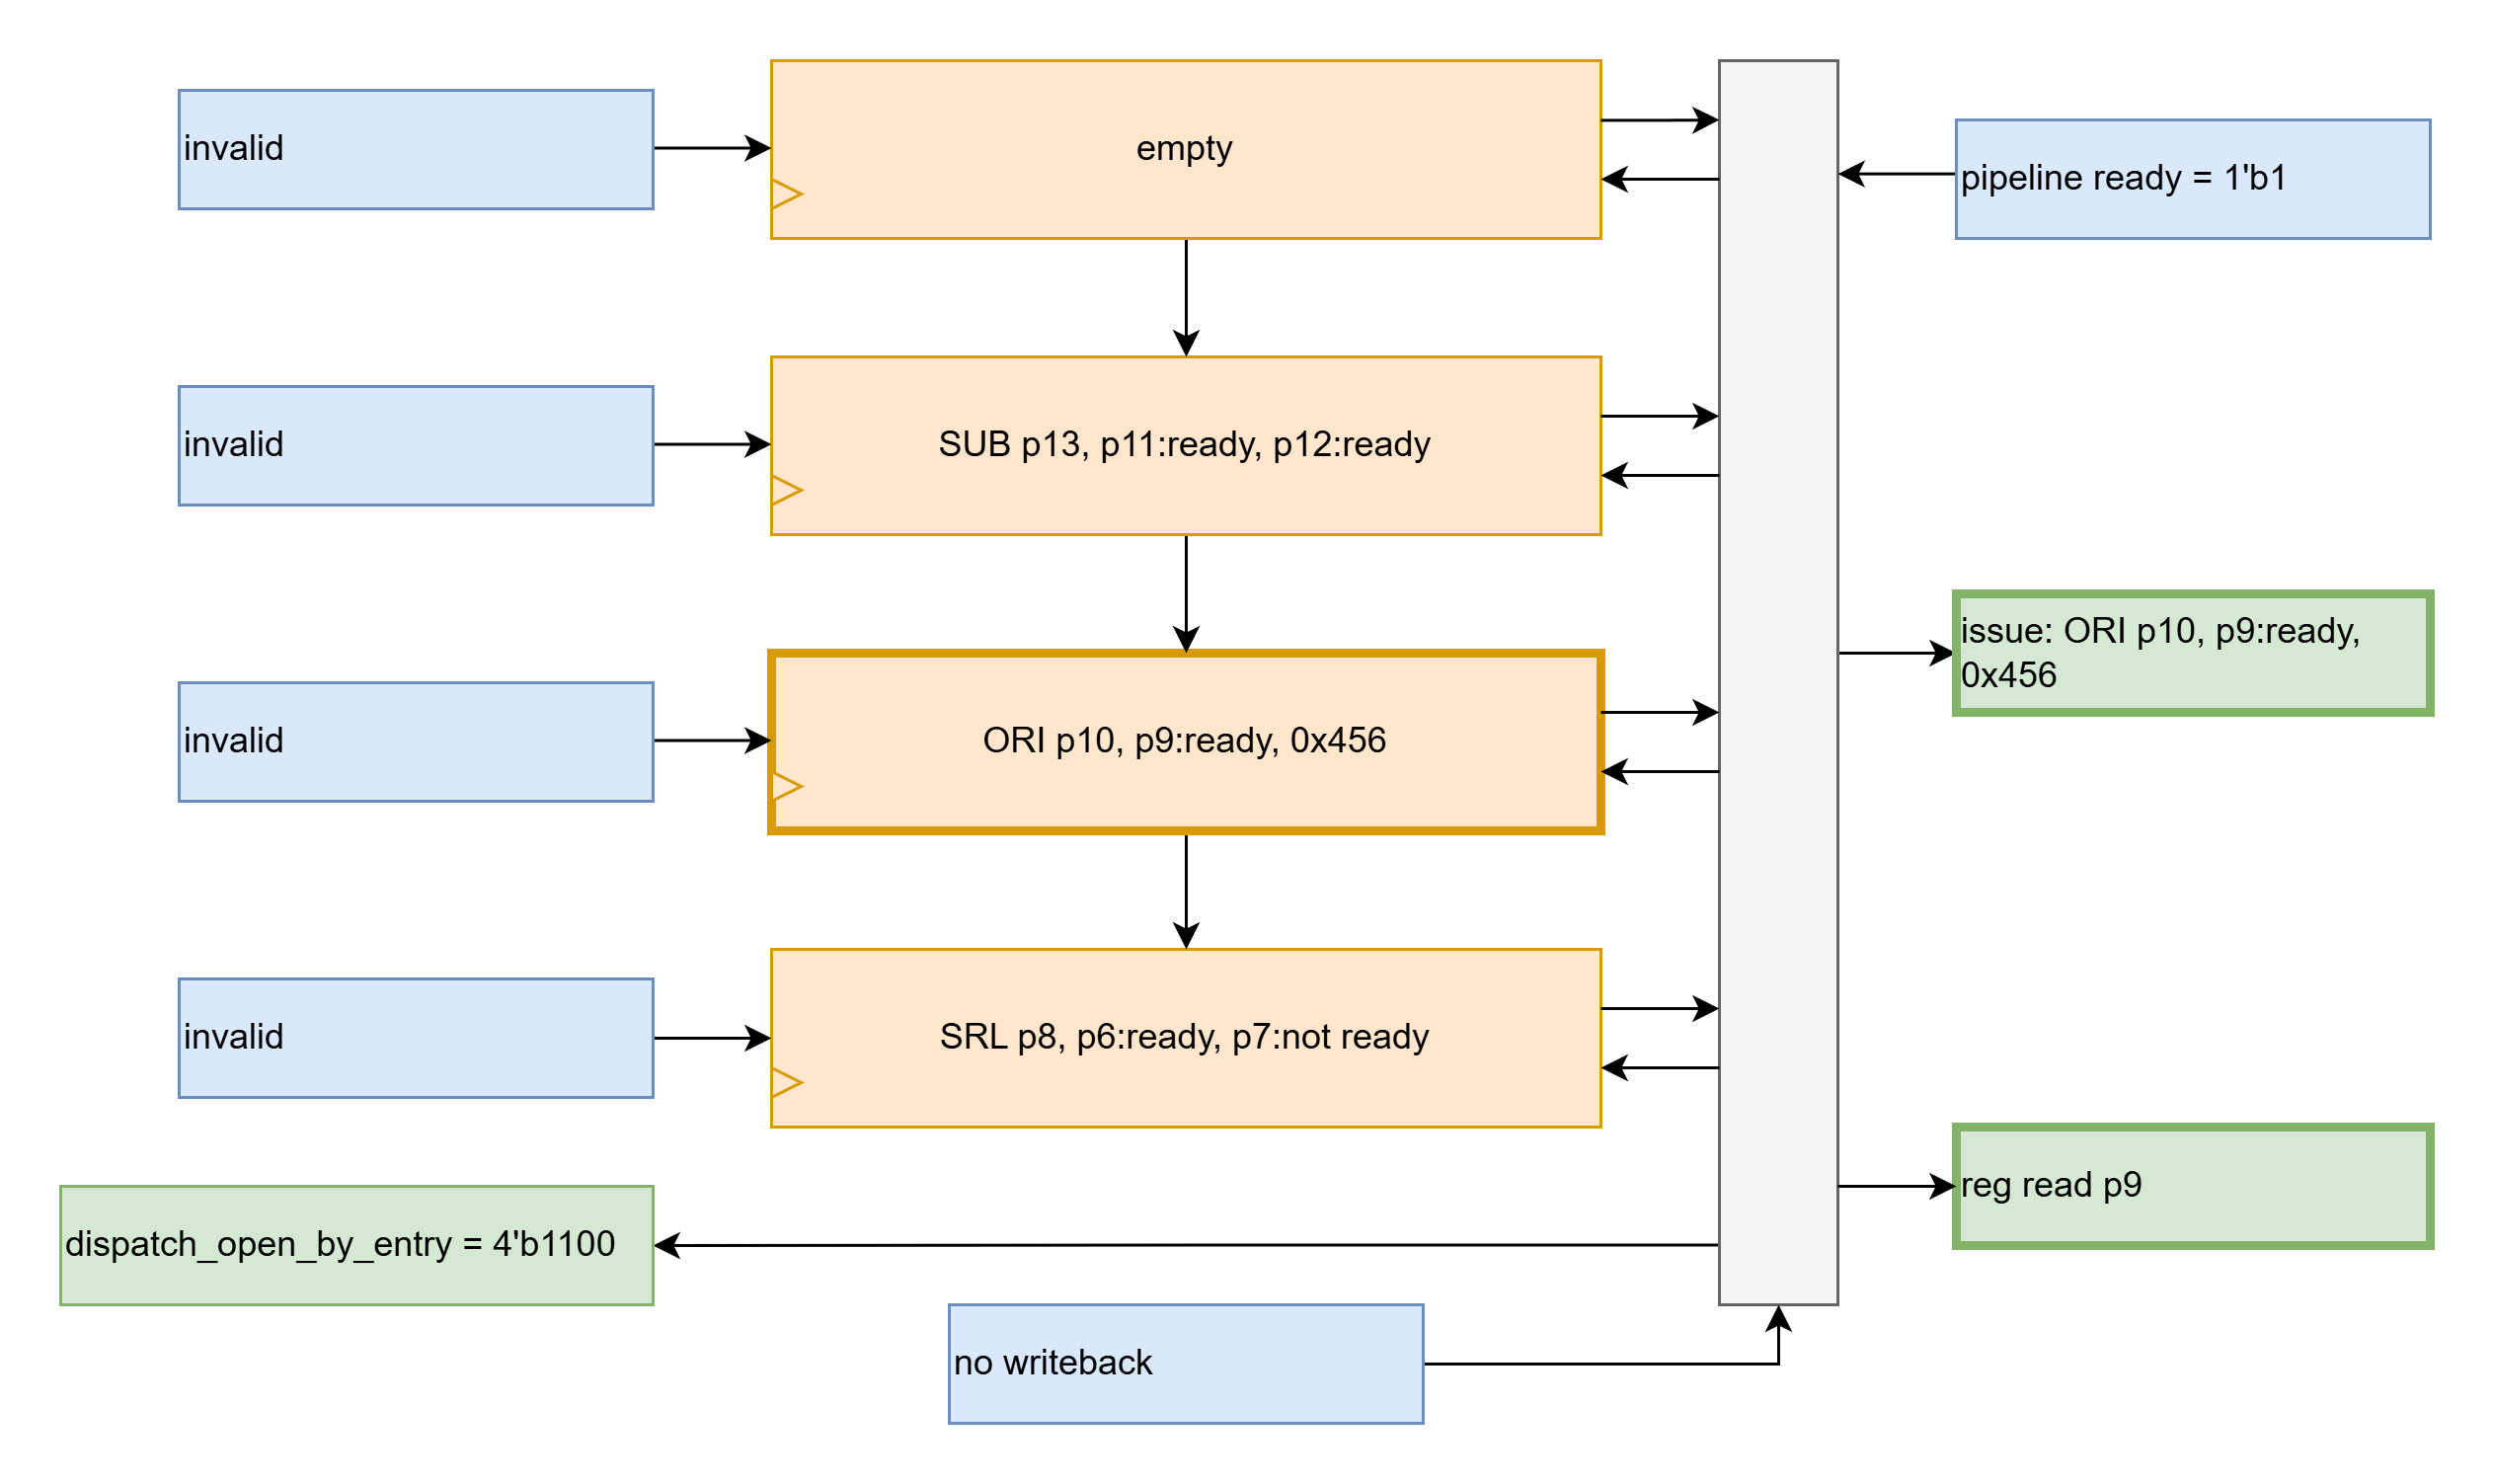 invalid
empty
pipeline ready = 1'b1
invalid
SUB p13, p11:ready, p12:ready
issue: ORI p10, p9:ready,
0x456
invalid
ORI p10, p9:ready, 0x456
invalid
SRL p8, p6:ready, p7:not ready
reg read p9
dispatch_open_by_entry = 4'b1100
no writeback